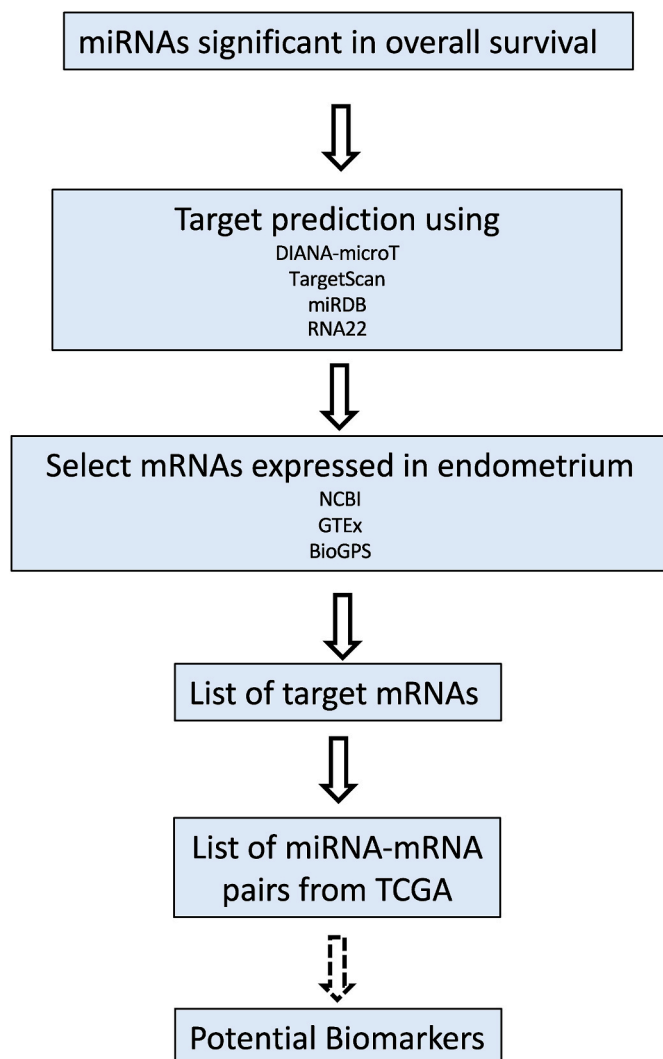 miRNAs significant in overall survival
Target prediction using
DIANA-microT
TargetScan
miRDB
RNA22
Select mRNAs expressed in endometrium
NCBI
GTEx
BioGPS
List of target mRNAs
List of miRNA-mRNA
pairs from TCGA
Potential Biomarkers